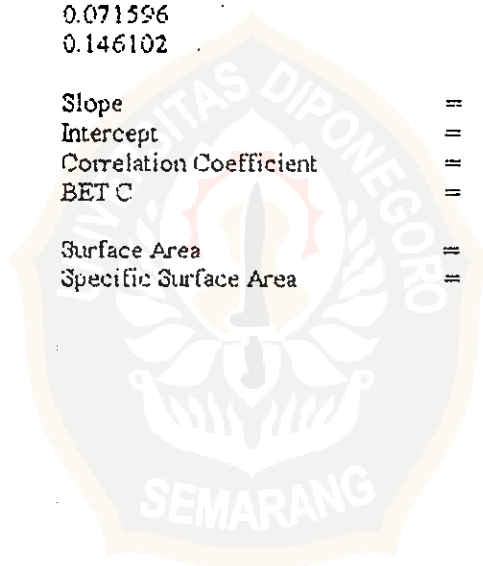 0.071596
0.146102
Slope =
Intercept =
Correlation Coefficient =
BET C =
Surface Area =
Specific Surface Area =
UNIVERSITAS DIPONEGORO
SEMARANG